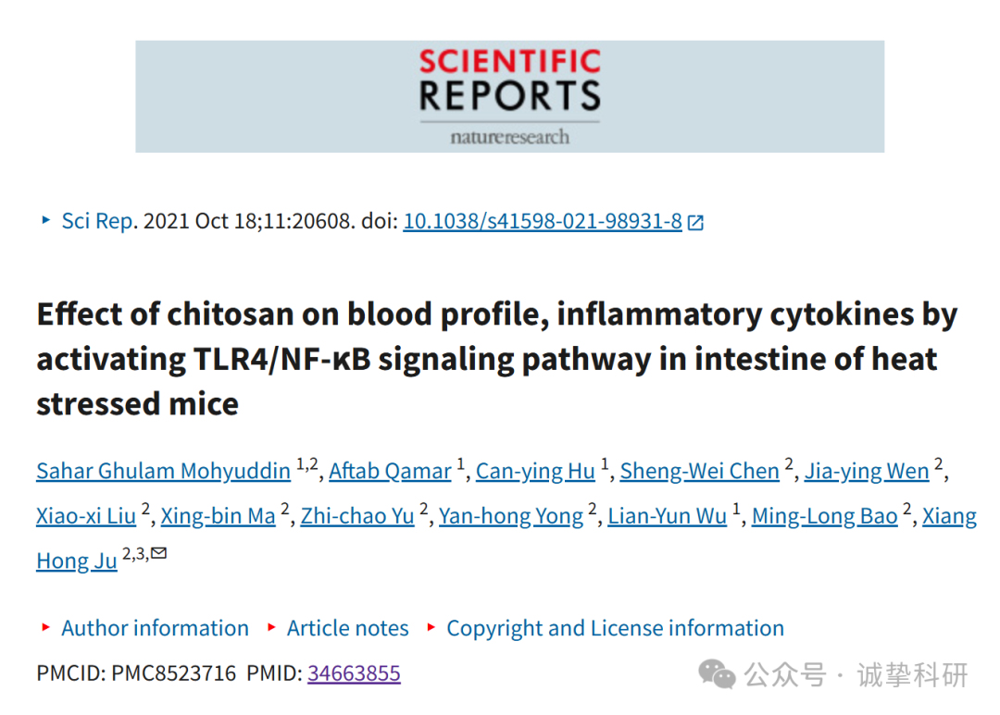 SCIENTIFIC
REPORTS
natureresearch
Sci Rep. 2021 Oct 18;11:20608. doi: 10.1038/s41598-021-98931-8
Effect of chitosan on blood profile, inflammatory cytokines by
activating TLR4/NF-κB signaling pathway in intestine of heat
stressed mice
Sahar Ghulam Mohyuddin 1,2, Aftab Qamar 1, Can-ying Hu 1, Sheng-Wei Chen 2, Jia-ying Wen 2,
Xiao-xi Liu 2, Xing-bin Ma 2, Zhi-chao Yu 2, Yan-hong Yong 2, Lian-Yun Wu 1, Ming-Long Bao 2, Xiang
Hong Ju 2,3,✉
Author information Article notes Copyright and License information
PMCID: PMC8523716 PMID: 34663855
公众号 · 诚挚科研